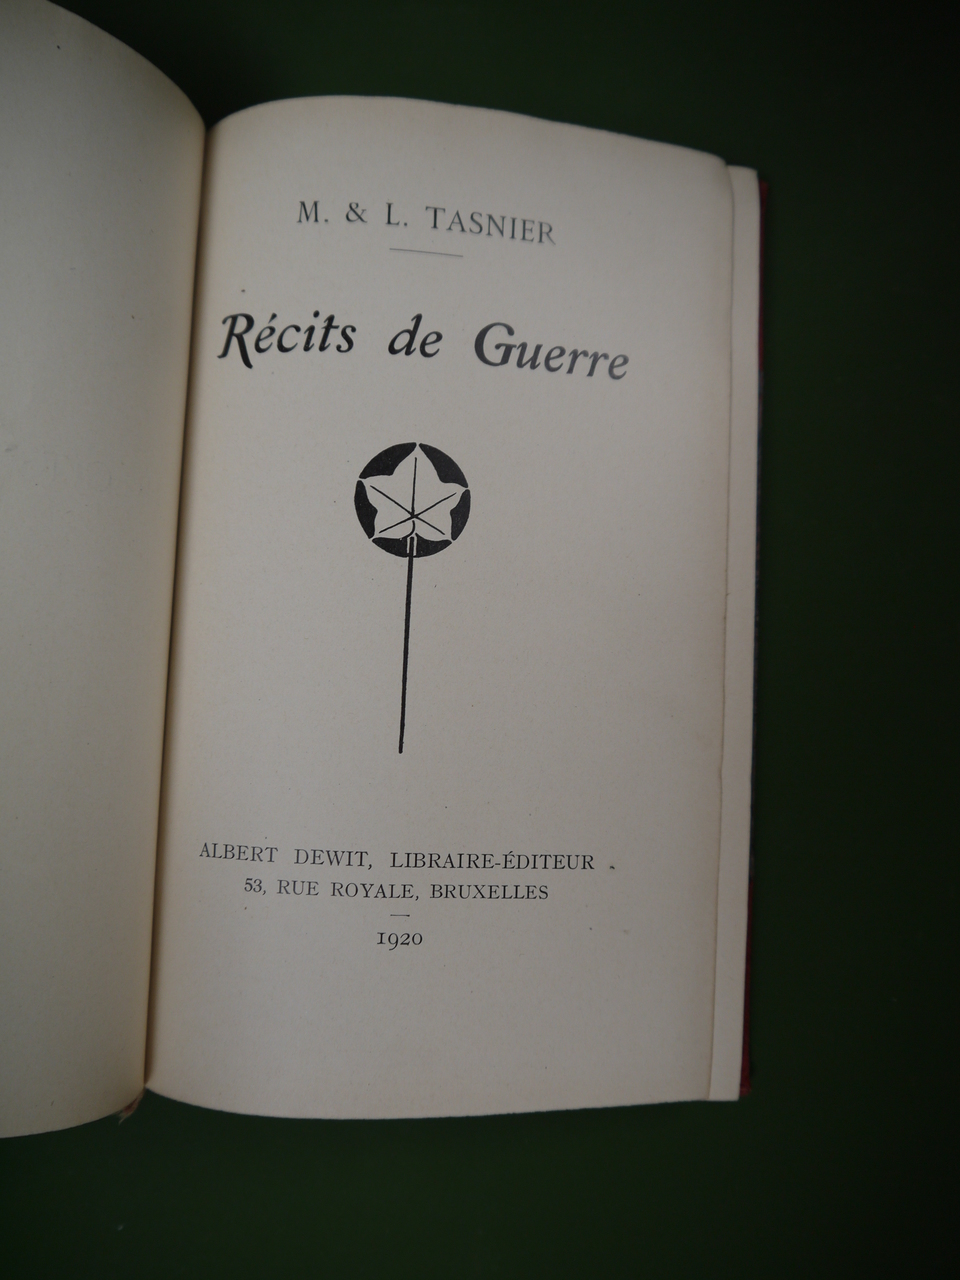 M. & L. TASNIER
Récits de Guerre
ALBERT DEWIT, LIBRAIRE-ÉDITEUR
53, RUE ROYALE, BRUXELLES
1920